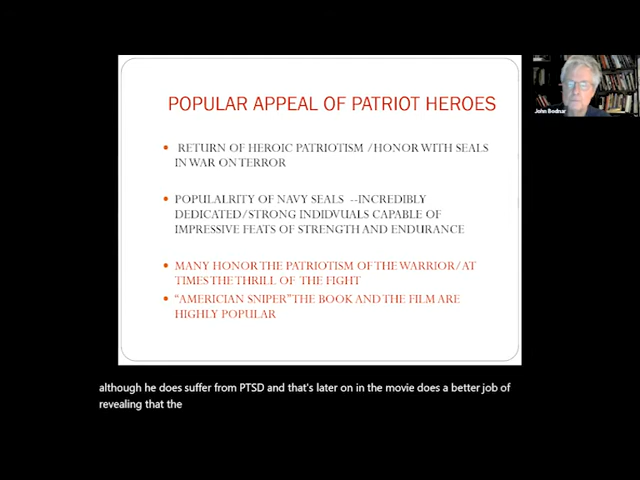 POPULAR APPEAL OF PATRIOT HEROES
John Bodnar
• RETURN OF HEROIC PATRIOTISM /HONOR WITH SEALS
IN WAR ON TERROR
• POPULALRITY OF NAVY SEALS --INCREDIBLY
DEDICATED/STRONG INDIDVUALS CAPABLE OF
IMPRESSIVE FEATS OF STRENGTH AND ENDURANCE
• MANY HONOR THE PATRIOTISM OF THE WARRIOR/AT
TIMES THE THRILL OF THE FIGHT
• “AMERICIAN SNIPER” THE BOOK AND THE FILM ARE
HIGHLY POPULAR
although he does suffer from PTSD and that's later on in the movie does a better job of
revealing that the